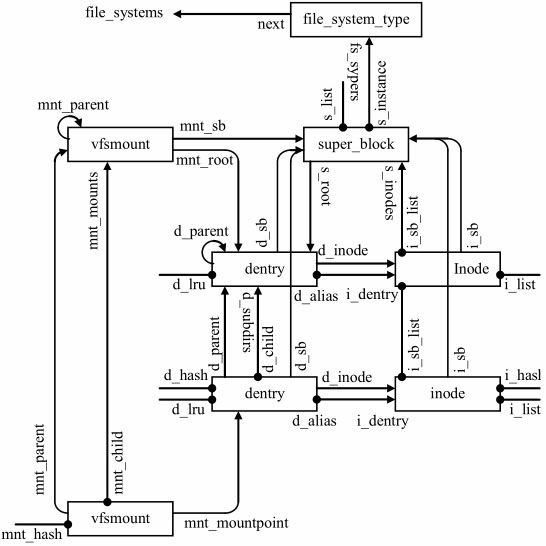 file_systems
next
file_system_type
fs_sypers
s_list
s_instance
mnt_parent
mnt_sb
vfsmount
super_block
mnt_root
mnt_mounts
s_root
s_inodes
d_parent
d_sb
i_sb_list
i_sb
d_inode
dentry
Inode
d_lru
d_alias
i_dentry
i_list
d_parent
d_subdirs
d_child
d_sb
i_sb_list
i_sb
d_hash
d_inode
i_hash
dentry
inode
d_lru
i_list
d_alias
i_dentry
mnt_parent
mnt_child
vfsmount
mnt_mountpoint
mnt_hash